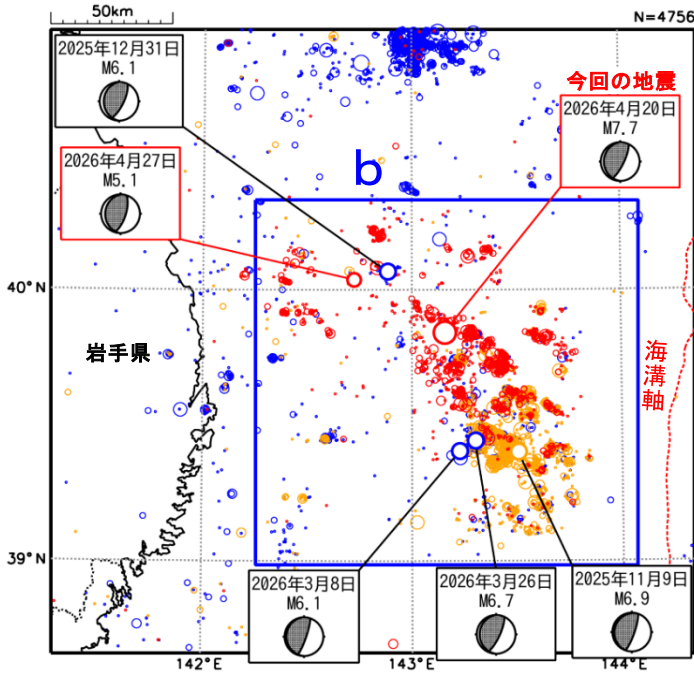 50km
N=4756
2025年12月31日
M6.1
今回の地震
2026年4月20日
M7.7
2026年4月27日
M5.1
b
40°N
岩手県
海溝軸
39°N
2026年3月8日
M6.1
2026年3月26日
M6.7
2025年11月9日
M6.9
142°E
143°E
144°E